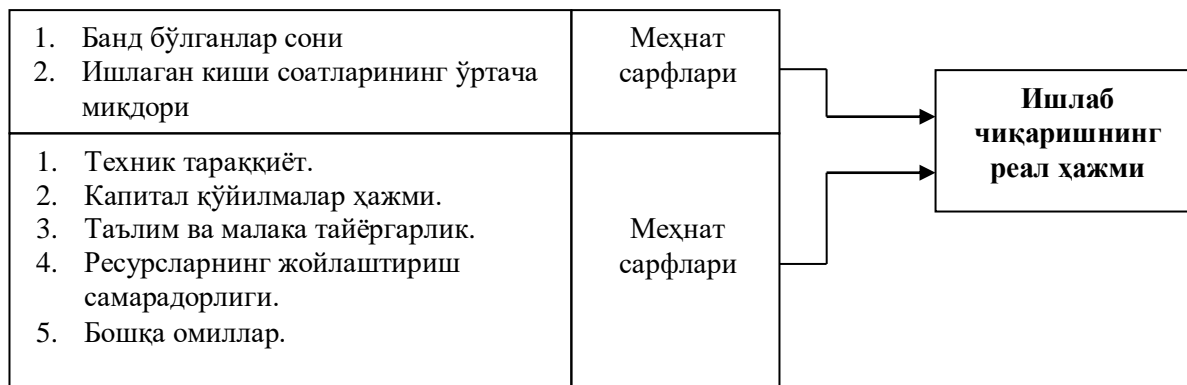 1. Банд бўлганлар сони
2. Ишлаган киши соатларининг ўртача
миқдори
Меҳнат
сарфлари
1. Техник тараққиёт.
2. Капитал қўйилмалар ҳажми.
3. Таълим ва малака тайёргарлик.
4. Ресурсларнинг жойлаштириш
самарадорлиги.
5. Бошқа омиллар.
Меҳнат
сарфлари
Ишлаб
чиқаришнинг
реал ҳажми